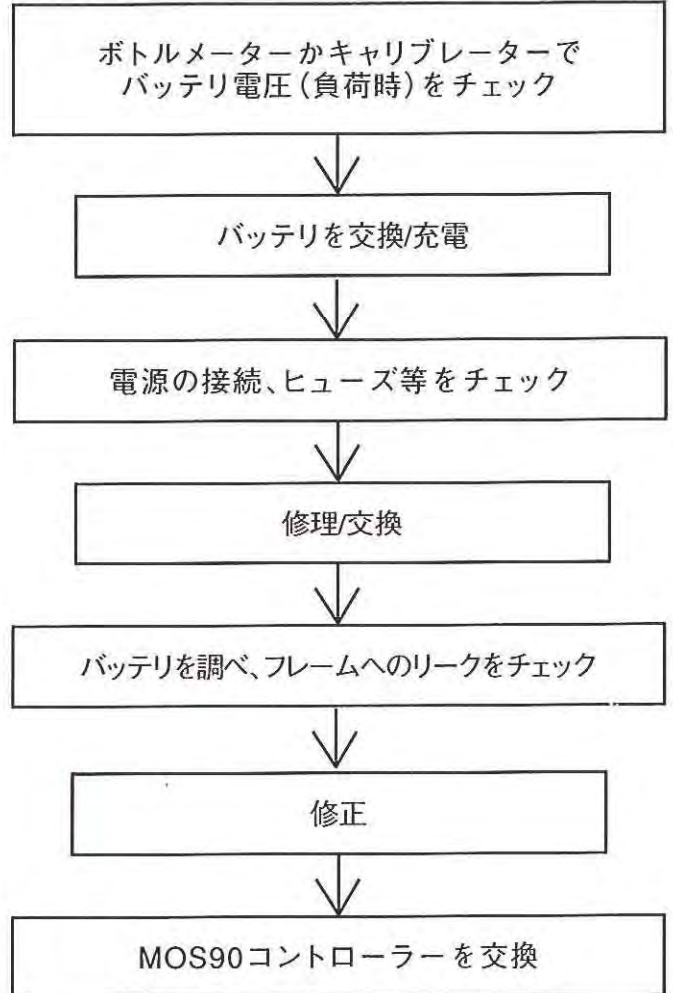 ボトルメーターかキャリブレーターで
バッテリ電圧(負荷時)をチェック
バッテリを交換/充電
電源の接続、ヒューズ等をチェック
修理/交換
バッテリを調べ、フレームへのリークをチェック
修正
MOS90コントローラーを交換